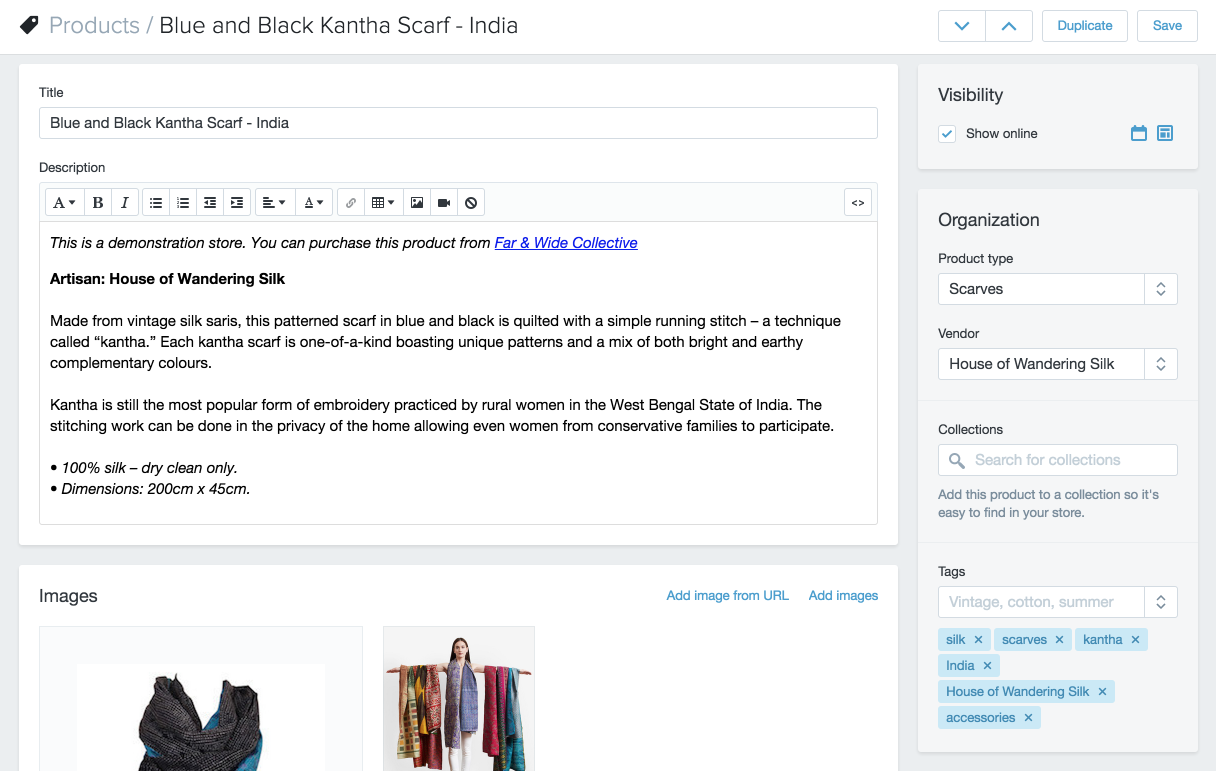 Products / Blue and Black Kantha Scarf - India
Duplicate
Save
Title
Blue and Black Kantha Scarf - India
Description
A B I
A
<>
This is a demonstration store. You can purchase this product from Far & Wide Collective
Artisan: House of Wandering Silk
Made from vintage silk saris, this patterned scarf in blue and black is quilted with a simple running stitch – a technique
called “kantha.” Each kantha scarf is one-of-a-kind boasting unique patterns and a mix of both bright and earthy
complementary colours.
Kantha is still the most popular form of embroidery practiced by rural women in the West Bengal State of India. The
stitching work can be done in the privacy of the home allowing even women from conservative families to participate.
• 100% silk – dry clean only.
• Dimensions: 200cm x 45cm.
Images
Add image from URL
Add images
Visibility
Show online
Organization
Product type
Scarves
Vendor
House of Wandering Silk
Collections
Search for collections
Add this product to a collection so it's
easy to find in your store.
Tags
Vintage, cotton, summer
silk × scarves × kantha ×
India ×
House of Wandering Silk ×
accessories ×